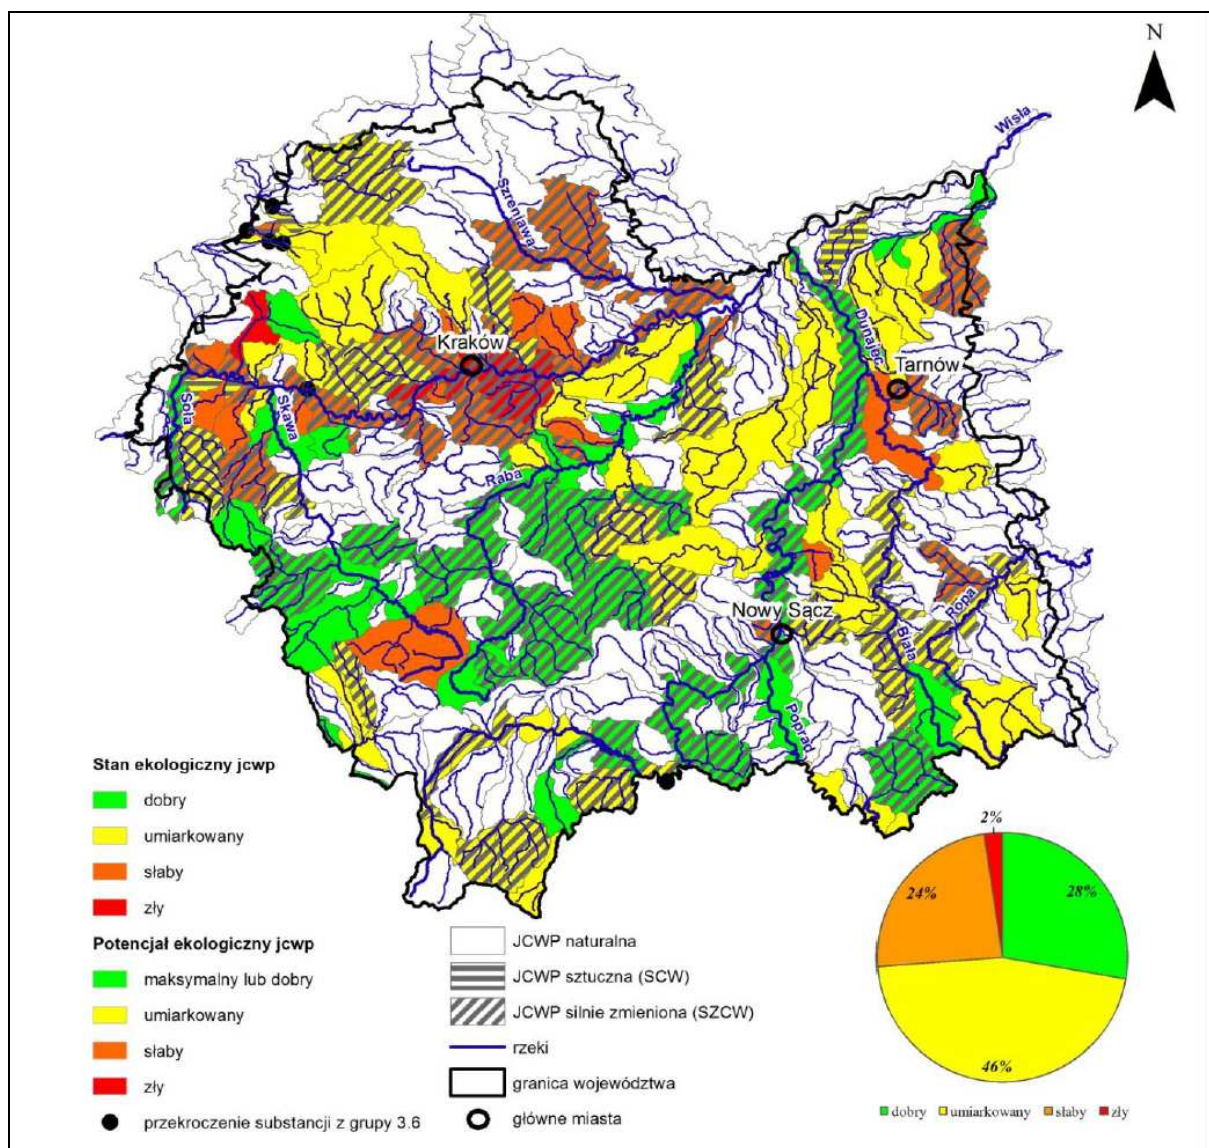 N
Wisła
Szreniawa
Dunajec
Kraków
Tarnów
Soła
Skawa
Raba
Nowy Sącz
Ropa
Biała
Poprad
Stan ekologiczny jcwp
dobry
umiarkowany
słaby
zły
Potencjał ekologiczny jcwp
maksymalny lub dobry
umiarkowany
słaby
zły
przekroczenie substancji z grupy 3.6
JCWP naturalna
JCWP sztuczna (SCW)
JCWP silnie zmieniona (SZCW)
rzeki
granica województwa
główne miasta
2%
24%
28%
46%
dobry umiarkowany słaby zły